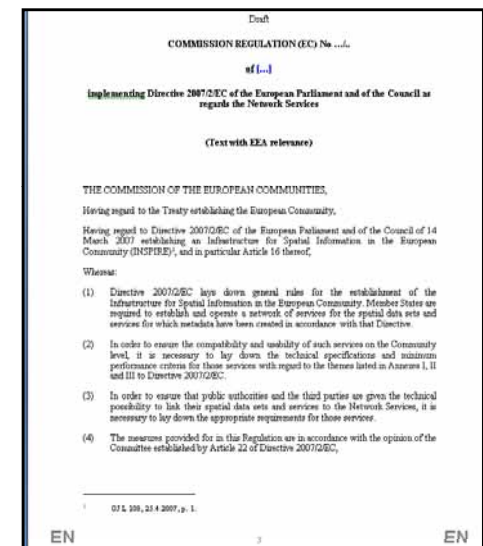 Draft
COMMISSION REGULATION (EC) No .../..
of [...]
implementing Directive 2007/2/EC of the European Parliament and of the Council as
regards the Network Services
(Text with EEA relevance)
THE COMMISSION OF THE EUROPEAN COMMUNITIES,
Having regard to the Treaty establishing the European Community,
Having regard to Directive 2007/2/EC of the European Parliament and of the Council of 14
March 2007 establishing an Infrastructure for Spatial Information in the European
Community (INSPIRE)¹, and in particular Article 16 thereof,
Whereas:
(1) Directive 2007/2/EC lays down general rules for the establishment of the
Infrastructure for Spatial Information in the European Community. Member States are
required to establish and operate a network of services for the spatial data sets and
services for which metadata have been created in accordance with that Directive.
(2) In order to ensure the compatibility and usability of such services on the Community
level, it is necessary to lay down the technical specifications and minimum
performance criteria for those services with regard to the themes listed in Annexes I, II
and III to Directive 2007/2/EC.
(3) In order to ensure that public authorities and the third parties are given the technical
possibility to link their spatial data sets and services to the Network Services, it is
necessary to lay down the appropriate requirements for those services.
(4) The measures provided for in this Regulation are in accordance with the opinion of the
Committee established by Article 22 of Directive 2007/2/EC,
¹ OJ L 108, 25.4.2007, p. 1.
EN 3 EN